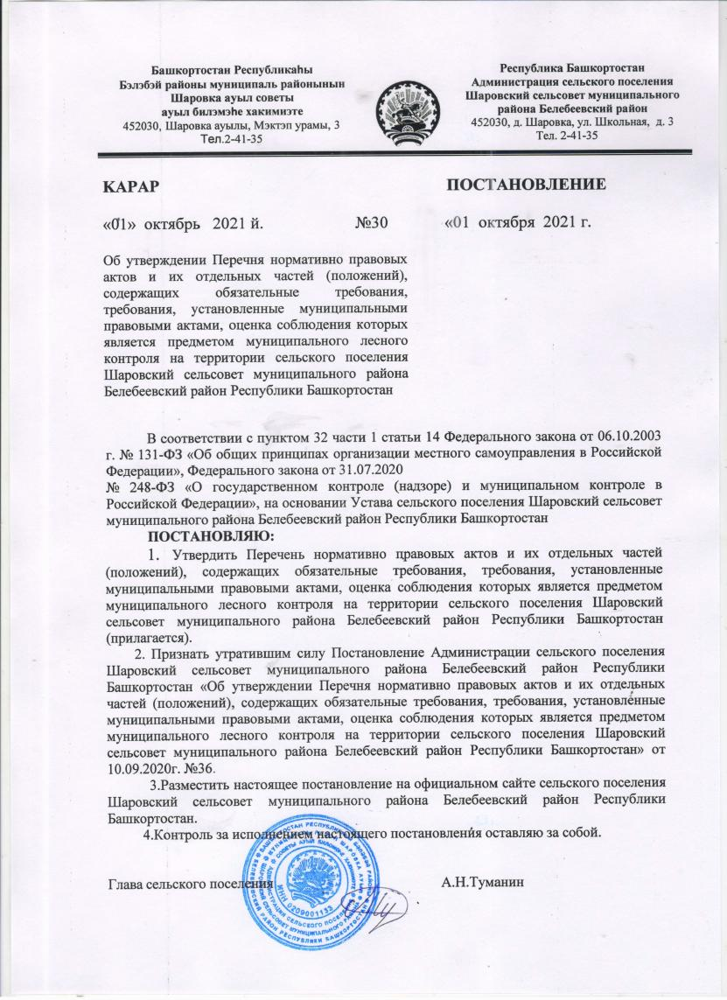 Башкортостан Республикаhы
Бэлэбэй районы муниципаль районынын
Шаровка ауыл советы
ауыл билэмэhе хакимиэте
452030, Шаровка ауылы, Мэктэп урамы, 3
Тел.2-41-35
Республика Башкортостан
Администрация сельского поселения
Шаровский сельсовет муниципального
района Белебеевский район
452030, д. Шаровка, ул. Школьная, д. 3
Тел. 2-41-35
КАРАР
ПОСТАНОВЛЕНИЕ
«01» октябрь 2021 й.
№30
«01 октября 2021 г.
Об утверждении Перечня нормативно правовых
актов и их отдельных частей (положений),
содержащих обязательные требования,
требования, установленные муниципальными
правовыми актами, оценка соблюдения которых
является предметом муниципального лесного
контроля на территории сельского поселения
Шаровский сельсовет муниципального района
Белебеевский район Республики Башкортостан
В соответствии с пунктом 32 части 1 статьи 14 Федерального закона от 06.10.2003
г. № 131-ФЗ «Об общих принципах организации местного самоуправления в Российской
Федерации», Федерального закона от 31.07.2020
№ 248-ФЗ «О государственном контроле (надзоре) и муниципальном контроле в
Российской Федерации», на основании Устава сельского поселения Шаровский сельсовет
муниципального района Белебеевский район Республики Башкортостан
ПОСТАНОВЛЯЮ:
1. Утвердить Перечень нормативно правовых актов и их отдельных частей
(положений), содержащих обязательные требования, требования, установленные
муниципальными правовыми актами, оценка соблюдения которых является предметом
муниципального лесного контроля на территории сельского поселения Шаровский
сельсовет муниципального района Белебеевский район Республики Башкортостан
(прилагается).
2. Признать утратившим силу Постановление Администрации сельского поселения
Шаровский сельсовет муниципального района Белебеевский район Республики
Башкортостан «Об утверждении Перечня нормативно правовых актов и их отдельных
частей (положений), содержащих обязательные требования, требования, установленные
муниципальными правовыми актами, оценка соблюдения которых является предметом
муниципального лесного контроля на территории сельского поселения Шаровский
сельсовет муниципального района Белебеевский район Республики Башкортостан» от
10.09.2020г. №36.
3.Разместить настоящее постановление на официальном сайте сельского поселения
Шаровский сельсовет муниципального района Белебеевский район Республики
Башкортостан.
4.Контроль за исполнением настоящего постановления оставляю за собой.
Глава сельского поселения
А.Н.Туманин
ИНН 0209001133